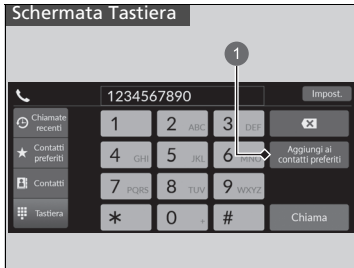 Schermata Tastiera
1
1234567890
Impost.
Chiamate
recenti
1
2 ABC
3 DEF
Contatti
preferiti
4 GHI
5 JKL
6 MNO
Aggiungi ai
contatti preferiti
Contatti
7 PQRS
8 TUV
9 WXYZ
Tastiera
*
0 +
#
Chiama